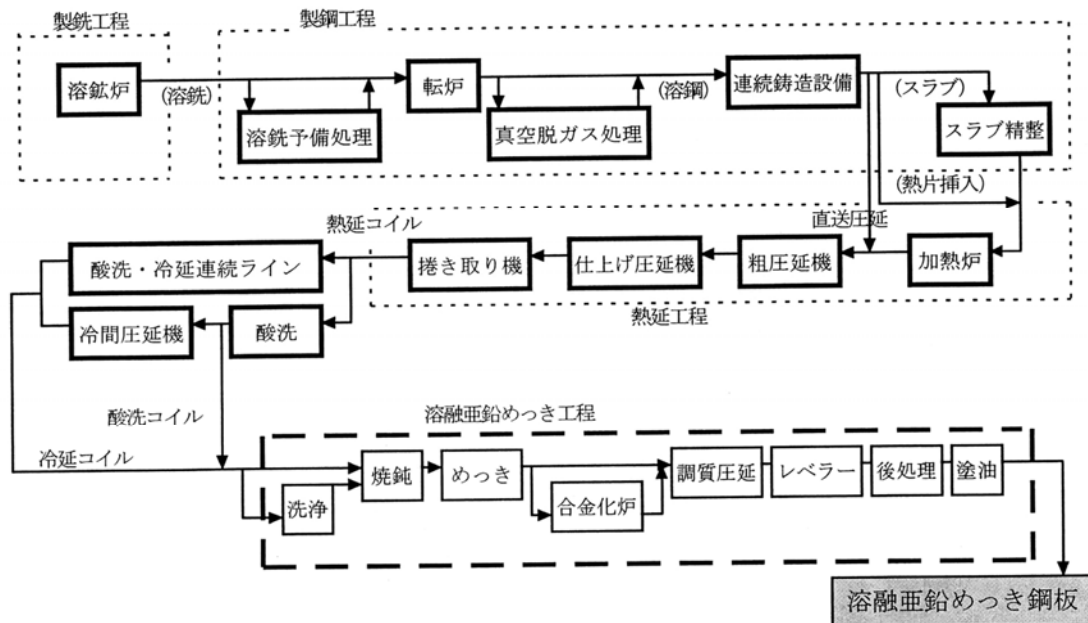 製銑工程
製鋼工程
溶鉱炉
(溶銑)
溶銑予備処理
転炉
真空脱ガス処理
(溶鋼)
連続鋳造設備
(スラブ)
スラブ精整
(熱片挿入)
直送圧延
熱延コイル
酸洗・冷延連続ライン
捲き取り機
仕上げ圧延機
粗圧延機
加熱炉
熱延工程
冷間圧延機
酸洗
酸洗コイル
溶融亜鉛めっき工程
冷延コイル
洗浄
焼鈍
めっき
合金化炉
調質圧延
レベラー
後処理
塗油
溶融亜鉛めっき鋼板